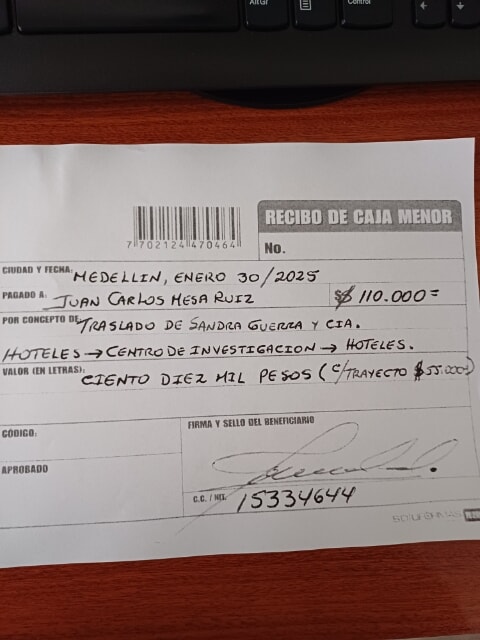 AltGr
Control
7 702124 470464
RECIBO DE CAJA MENOR
No.
CIUDAD Y FECHA: MEDELLIN, ENERO 30/2025
PAGADO A: JUAN CARLOS MESA RUIZ $ 110.000=
POR CONCEPTO DE: TRASLADO DE SANDRA GUERRA Y CIA.
HOTELES → CENTRO DE INVESTIGACION → HOTELES.
VALOR (EN LETRAS): CIENTO DIEZ MIL PESOS (C/TRAYECTO $55.000=)
CÓDIGO:
FIRMA Y SELLO DEL BENEFICIARIO
APROBADO
C.C. / NIT. 15334644